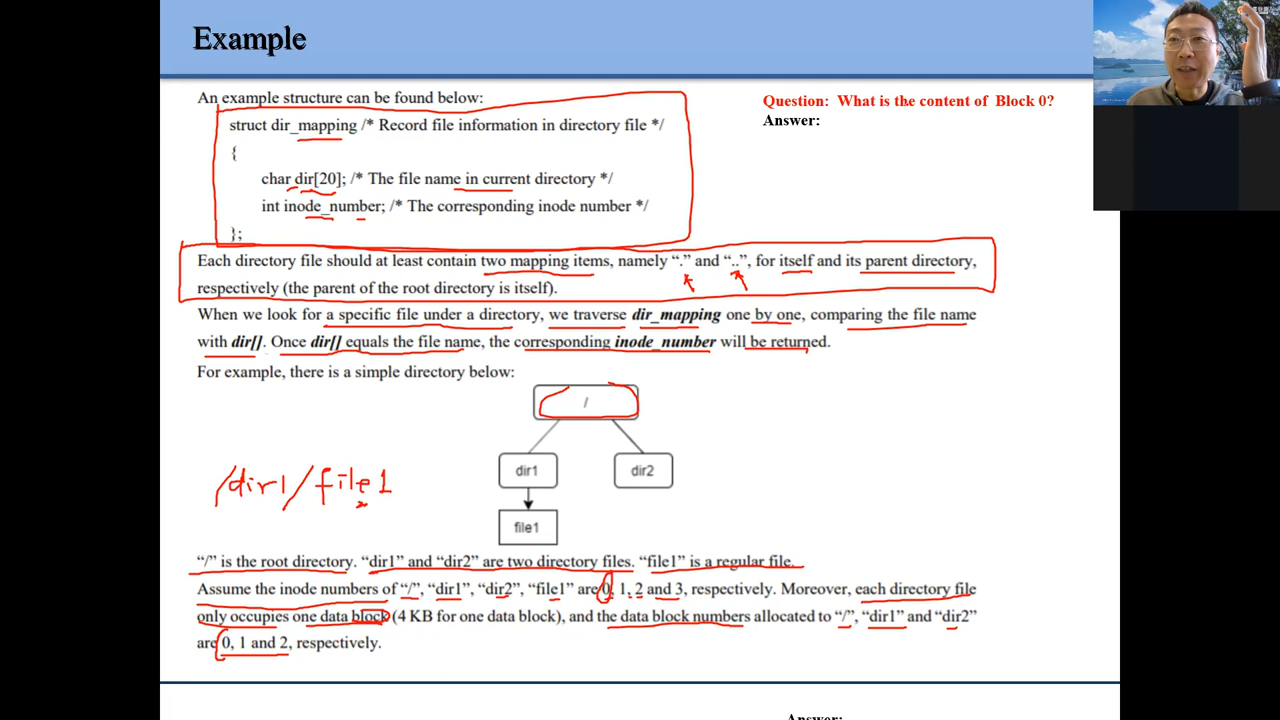 Example
An example structure can be found below:
struct dir_mapping /* Record file information in directory file */
{
char dir[20]; /* The file name in current directory */
int inode_number; /* The corresponding inode number */
};
Each directory file should at least contain two mapping items, namely “.” and “..”, for itself and its parent directory,
respectively (the parent of the root directory is itself).
When we look for a specific file under a directory, we traverse dir_mapping one by one, comparing the file name
with dir[]. Once dir[] equals the file name, the corresponding inode_number will be returned.
For example, there is a simple directory below:
/
dir1
dir2
file1
/dir1/file1
“/” is the root directory. “dir1” and “dir2” are two directory files. “file1” is a regular file.
Assume the inode numbers of “/”, “dir1”, “dir2”, “file1” are 0, 1, 2 and 3, respectively. Moreover, each directory file
only occupies one data block (4 KB for one data block), and the data block numbers allocated to “/”, “dir1” and “dir2”
are 0, 1 and 2, respectively.
Question: What is the content of Block 0?
Answer:
Answer: